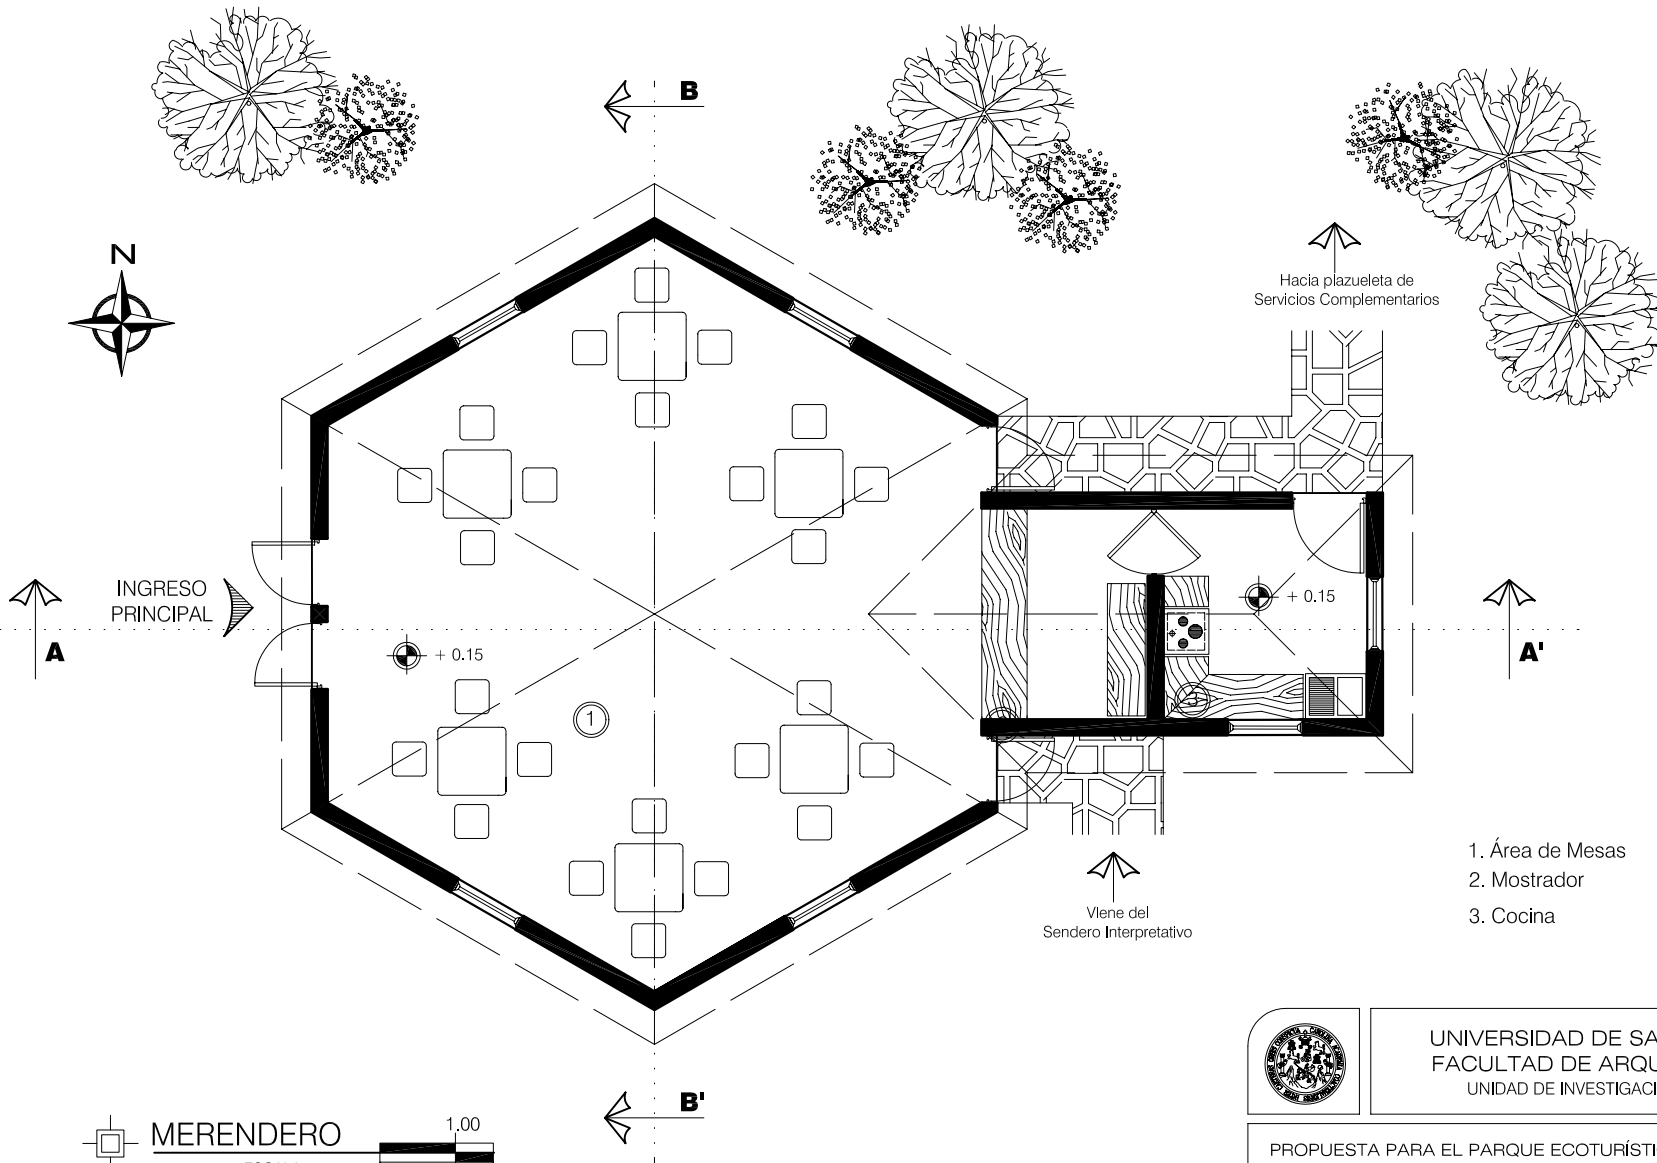 B
N
Hacia plazueleta de
Servicios Complementarios
INGRESO
PRINCIPAL
+ 0.15
A
+ 0.15
A'
1
3
1. Área de Mesas
2. Mostrador
3. Cocina
VIene del
Sendero Interpretativo
B'
MERENDERO
1.00
UNIVERSIDAD DE SA
FACULTAD DE ARQU
UNIDAD DE INVESTIGACI
PROPUESTA PARA EL PARQUE ECOTURÍSTI